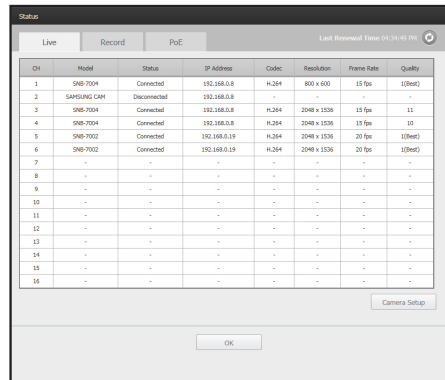 Status
Live Record PoE Last Renewal Time 04:34:49 PM
CH Model Status IP Address Codec Resolution Frame Rate Quality
1 SNB-7004 Connected 192.168.0.8 H.264 800 x 600 15 fps 1(Best)
2 SAMSUNG CAM Disconnected 192.168.0.8 - - - -
3 SNB-7004 Connected 192.168.0.8 H.264 2048 x 1536 15 fps 11
4 SNB-7004 Connected 192.168.0.8 H.264 2048 x 1536 15 fps 10
5 SNB-7002 Connected 192.168.0.19 H.264 2048 x 1536 20 fps 1(Best)
6 SNB-7002 Connected 192.168.0.19 H.264 2048 x 1536 20 fps 1(Best)
7 - - - - - - -
8 - - - - - - -
9 - - - - - - -
10 - - - - - - -
11 - - - - - - -
12 - - - - - - -
13 - - - - - - -
14 - - - - - - -
15 - - - - - - -
16 - - - - - - -
Camera Setup
OK